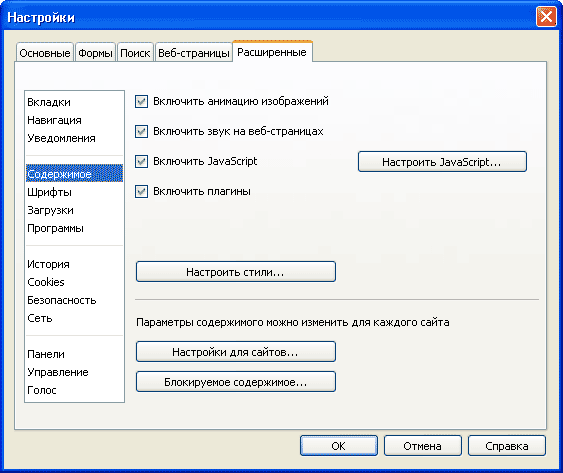 Настройки
Основные Формы Поиск Веб-страницы Расширенные
Вкладки
Навигация
Уведомления
Содержимое
Шрифты
Загрузки
Программы
История
Cookies
Безопасность
Сеть
Панели
Управление
Голос
Включить анимацию изображений
Включить звук на веб-страницах
Включить JavaScript
Настроить JavaScript...
Включить плагины
Настроить стили...
Параметры содержимого можно изменить для каждого сайта
Настройки для сайтов...
Блокируемое содержимое...
OK Отмена Справка